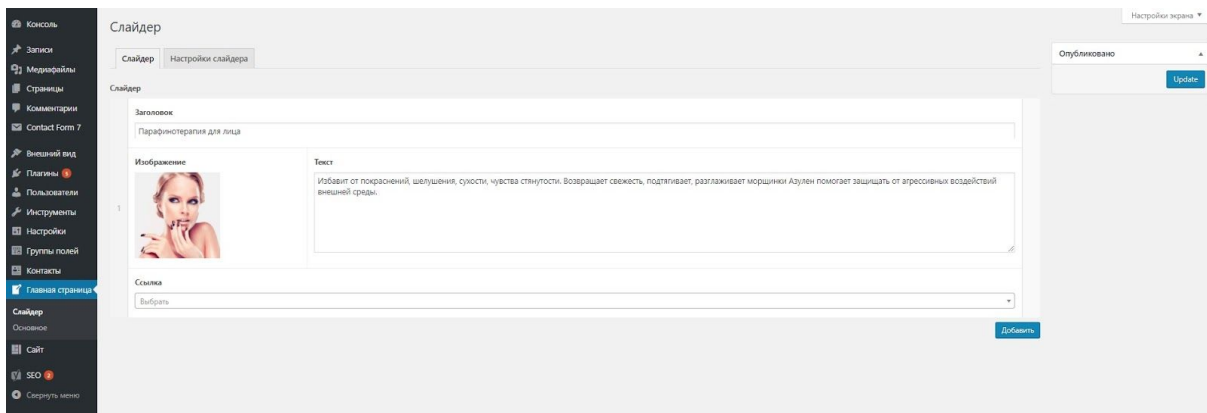 Консоль
Записи
Медиафайлы
Страницы
Комментарии
Contact Form 7
Внешний вид
Плагины 1
Пользователи
Инструменты
Настройки
Группы полей
Контакты
Главная страница
Слайдер
Основное
Сайт
SEO 2
Свернуть меню
Настройки экрана
Слайдер
Слайдер Настройки слайдера
Слайдер
Заголовок
Парафинотерапия для лица
Изображение
Текст
Избавит от покраснений, шелушения, сухости, чувства стянутости. Возвращает свежесть, подтягивает, разглаживает морщинки Азулен помогает защищать от агрессивных воздействий
внешней среды.
1
Ссылка
Выбрать
Добавить
Опубликовано
Update